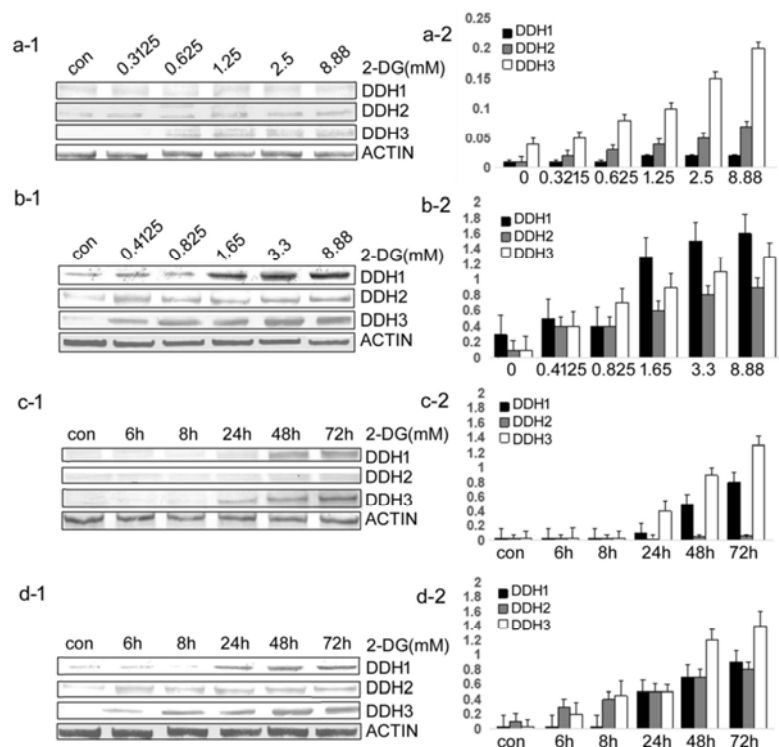 a-1
con 0.3125 0.625 1.25 2.5 8.88 2-DG(mM)
DDH1
DDH2
DDH3
ACTIN
a-2
0.25
0.2
0.15
0.1
0.05
0
DDH1
DDH2
DDH3
0 0.3215 0.625 1.25 2.5 8.88
b-1
con 0.4125 0.825 1.65 3.3 8.88 2-DG(mM)
DDH1
DDH2
DDH3
ACTIN
b-2
2
1.8
1.6
1.4
1.2
1
0.8
0.6
0.4
0.2
0
DDH1
DDH2
DDH3
0 0.4125 0.825 1.65 3.3 8.88
c-1
con 6h 8h 24h 48h 72h 2-DG(mM)
DDH1
DDH2
DDH3
ACTIN
c-2
2
1.8
1.6
1.4
1.2
1
0.8
0.6
0.4
0.2
0
DDH1
DDH2
DDH3
con 6h 8h 24h 48h 72h
d-1
con 6h 8h 24h 48h 72h 2-DG(mM)
DDH1
DDH2
DDH3
ACTIN
d-2
2
1.8
1.6
1.4
1.2
1
0.8
0.6
0.4
0.2
0
DDH1
DDH2
DDH3
con 6h 8h 24h 48h 72h